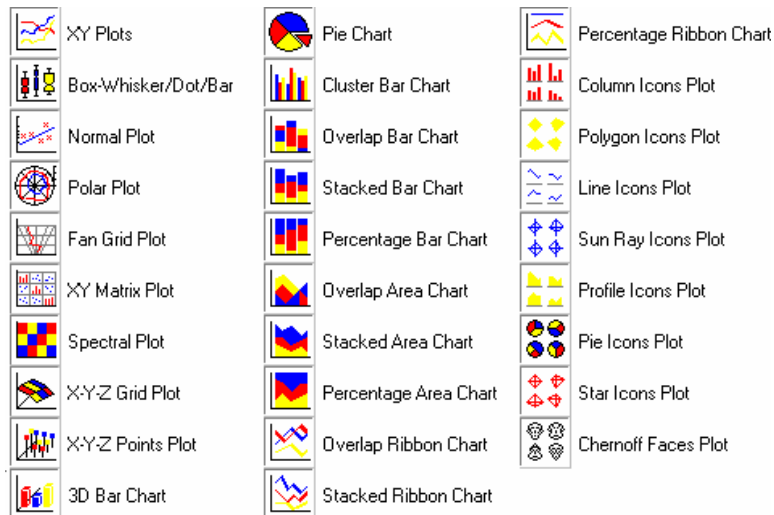 XY Plots
Box-Whisker/Dot/Bar
Normal Plot
Polar Plot
Fan Grid Plot
XY Matrix Plot
Spectral Plot
X-Y-Z Grid Plot
X-Y-Z Points Plot
3D Bar Chart
Pie Chart
Cluster Bar Chart
Overlap Bar Chart
Stacked Bar Chart
Percentage Bar Chart
Overlap Area Chart
Stacked Area Chart
Percentage Area Chart
Overlap Ribbon Chart
Stacked Ribbon Chart
Percentage Ribbon Chart
Column Icons Plot
Polygon Icons Plot
Line Icons Plot
Sun Ray Icons Plot
Profile Icons Plot
Pie Icons Plot
Star Icons Plot
Chernoff Faces Plot